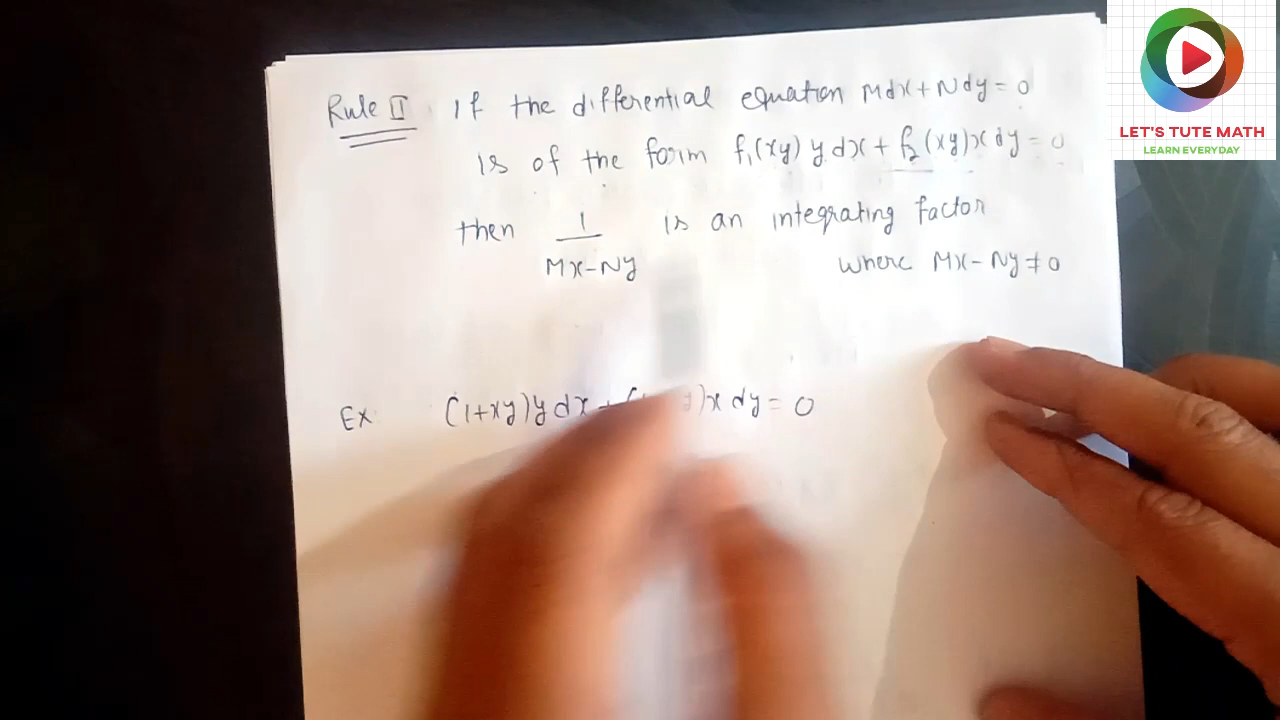 LET'S TUTE MATH
LEARN EVERYDAY
Rule II If the differential equation Mdx+Ndy=0
is of the form f₁(xy) y dx + f₂(xy)x dy = 0
then 1/(Mx-Ny) is an integrating factor
where Mx-Ny≠0
Ex (1+xy)y dx + )x dy = 0